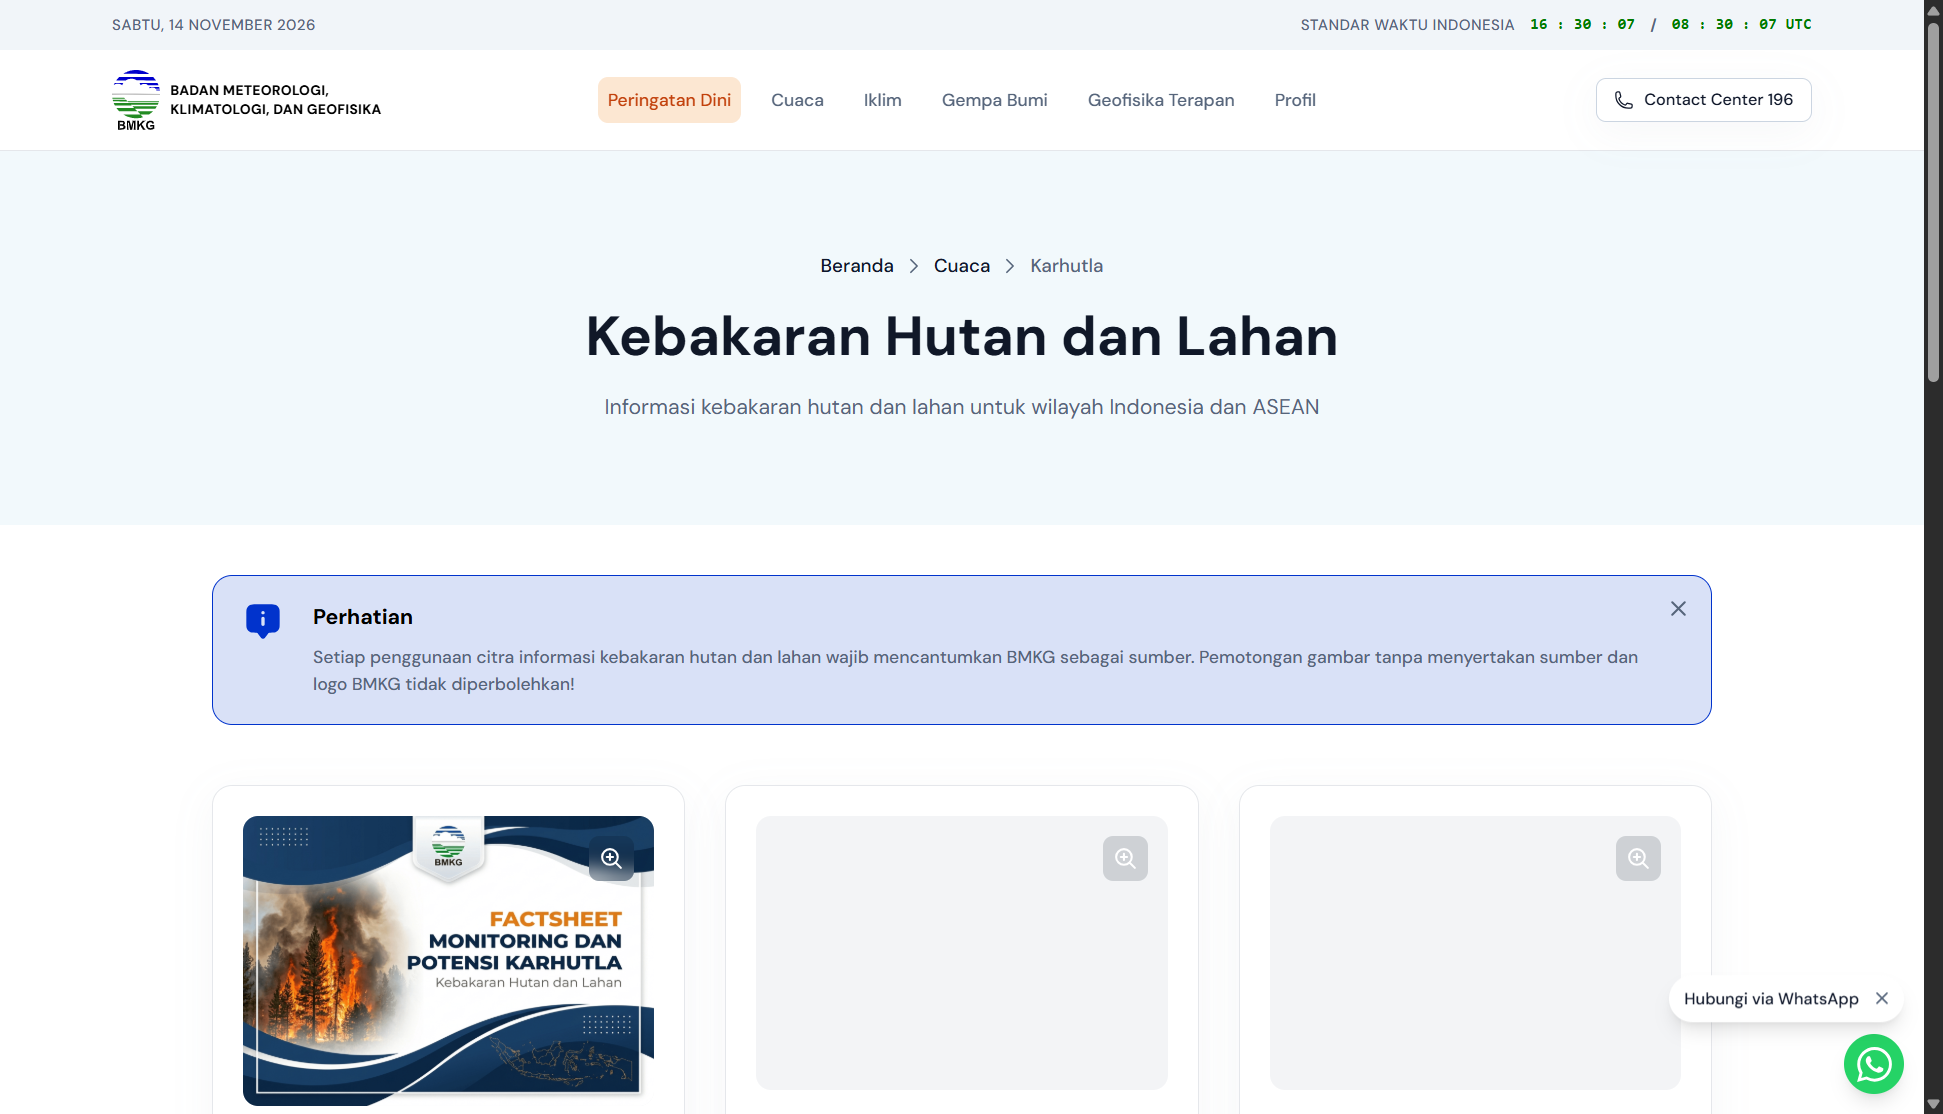 SABTU, 14 NOVEMBER 2026
STANDAR WAKTU INDONESIA 16 : 30 : 07 / 08 : 30 : 07 UTC
BMKG
BADAN METEOROLOGI,
KLIMATOLOGI, DAN GEOFISIKA
Peringatan Dini
Cuaca
Iklim
Gempa Bumi
Geofisika Terapan
Profil
Contact Center 196
Beranda > Cuaca > Karhutla
Kebakaran Hutan dan Lahan
Informasi kebakaran hutan dan lahan untuk wilayah Indonesia dan ASEAN
Perhatian
Setiap penggunaan citra informasi kebakaran hutan dan lahan wajib mencantumkan BMKG sebagai sumber. Pemotongan gambar tanpa menyertakan sumber dan
logo BMKG tidak diperbolehkan!
BMKG
FACTSHEET
MONITORING DAN
POTENSI KARHUTLA
Kebakaran Hutan dan Lahan
Hubungi via WhatsApp